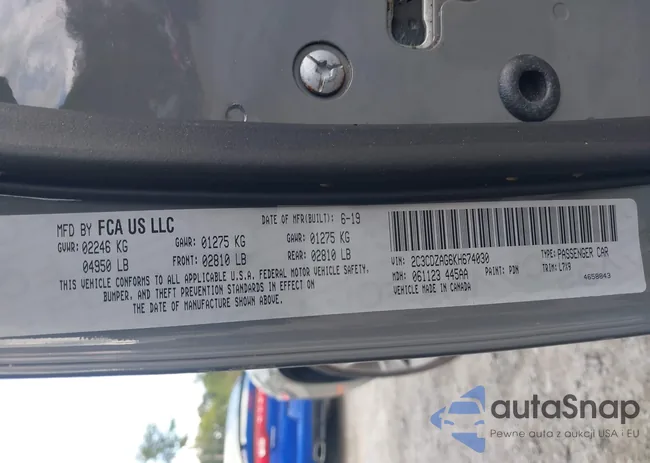 MFD BY FCA US LLC
DATE OF MFR(BUILT): 6-19
GVWR: 02246 KG
GAWR: 01275 KG
GAWR: 01275 KG
04950 LB
FRONT: 02810 LB
REAR: 02810 LB
THIS VEHICLE CONFORMS TO ALL APPLICABLE U.S.A. FEDERAL MOTOR VEHICLE SAFETY,
BUMPER, AND THEFT PREVENTION STANDARDS IN EFFECT ON
THE DATE OF MANUFACTURE SHOWN ABOVE.
VIN: 2C3CDZAG6KH674030
TYPE: PASSENGER CAR
MDH: 061123 445AA
PAINT: PDN
TRIM: L7X9
VEHICLE MADE IN CANADA
4658843
autaSnap
Pewne auta z aukcji USA i EU